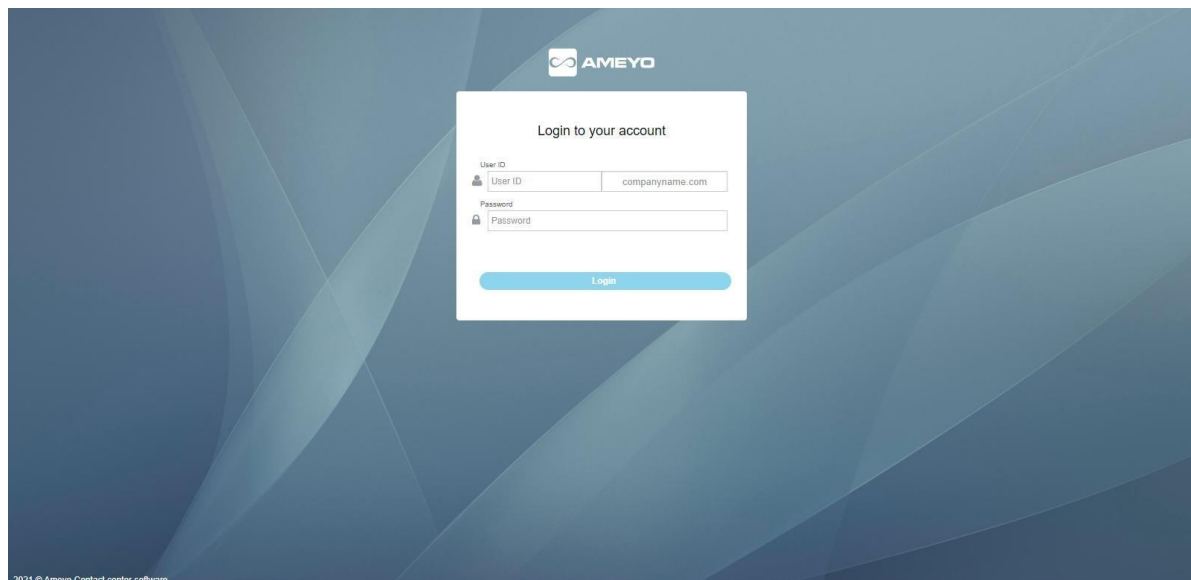 AMEYO
Login to your account
User ID
User ID companyname.com
Password
Password
Login
2021 © Ameyo Contact center software